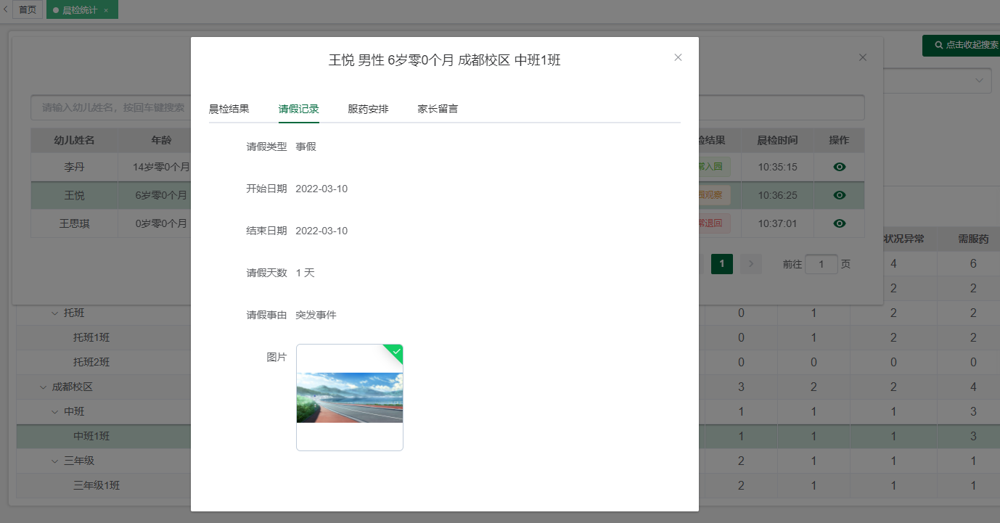 首页
晨检统计
点击收起搜索
王悦 男性 6岁零0个月 成都校区 中班1班
晨检结果 请假记录 服药安排 家长留言
请输入幼儿姓名，按回车键搜索
幼儿姓名 年龄 检结果 晨检时间 操作
李丹 14岁零0个月 常入园 10:35:15
王悦 6岁零0个月 园观察 10:36:25
王思琪 0岁零0个月 常退回 10:37:01
1 前往 1 页
请假类型 事假
开始日期 2022-03-10
结束日期 2022-03-10
请假天数 1 天
请假事由 突发事件
图片
状况异常 需服药
4 6
2 2
托班 0 1 2 2
托班1班 0 1 2 2
托班2班 0 0 0 0
成都校区 3 2 2 4
中班 1 1 1 3
中班1班 1 1 1 3
三年级 2 1 1 1
三年级1班 2 1 1 1